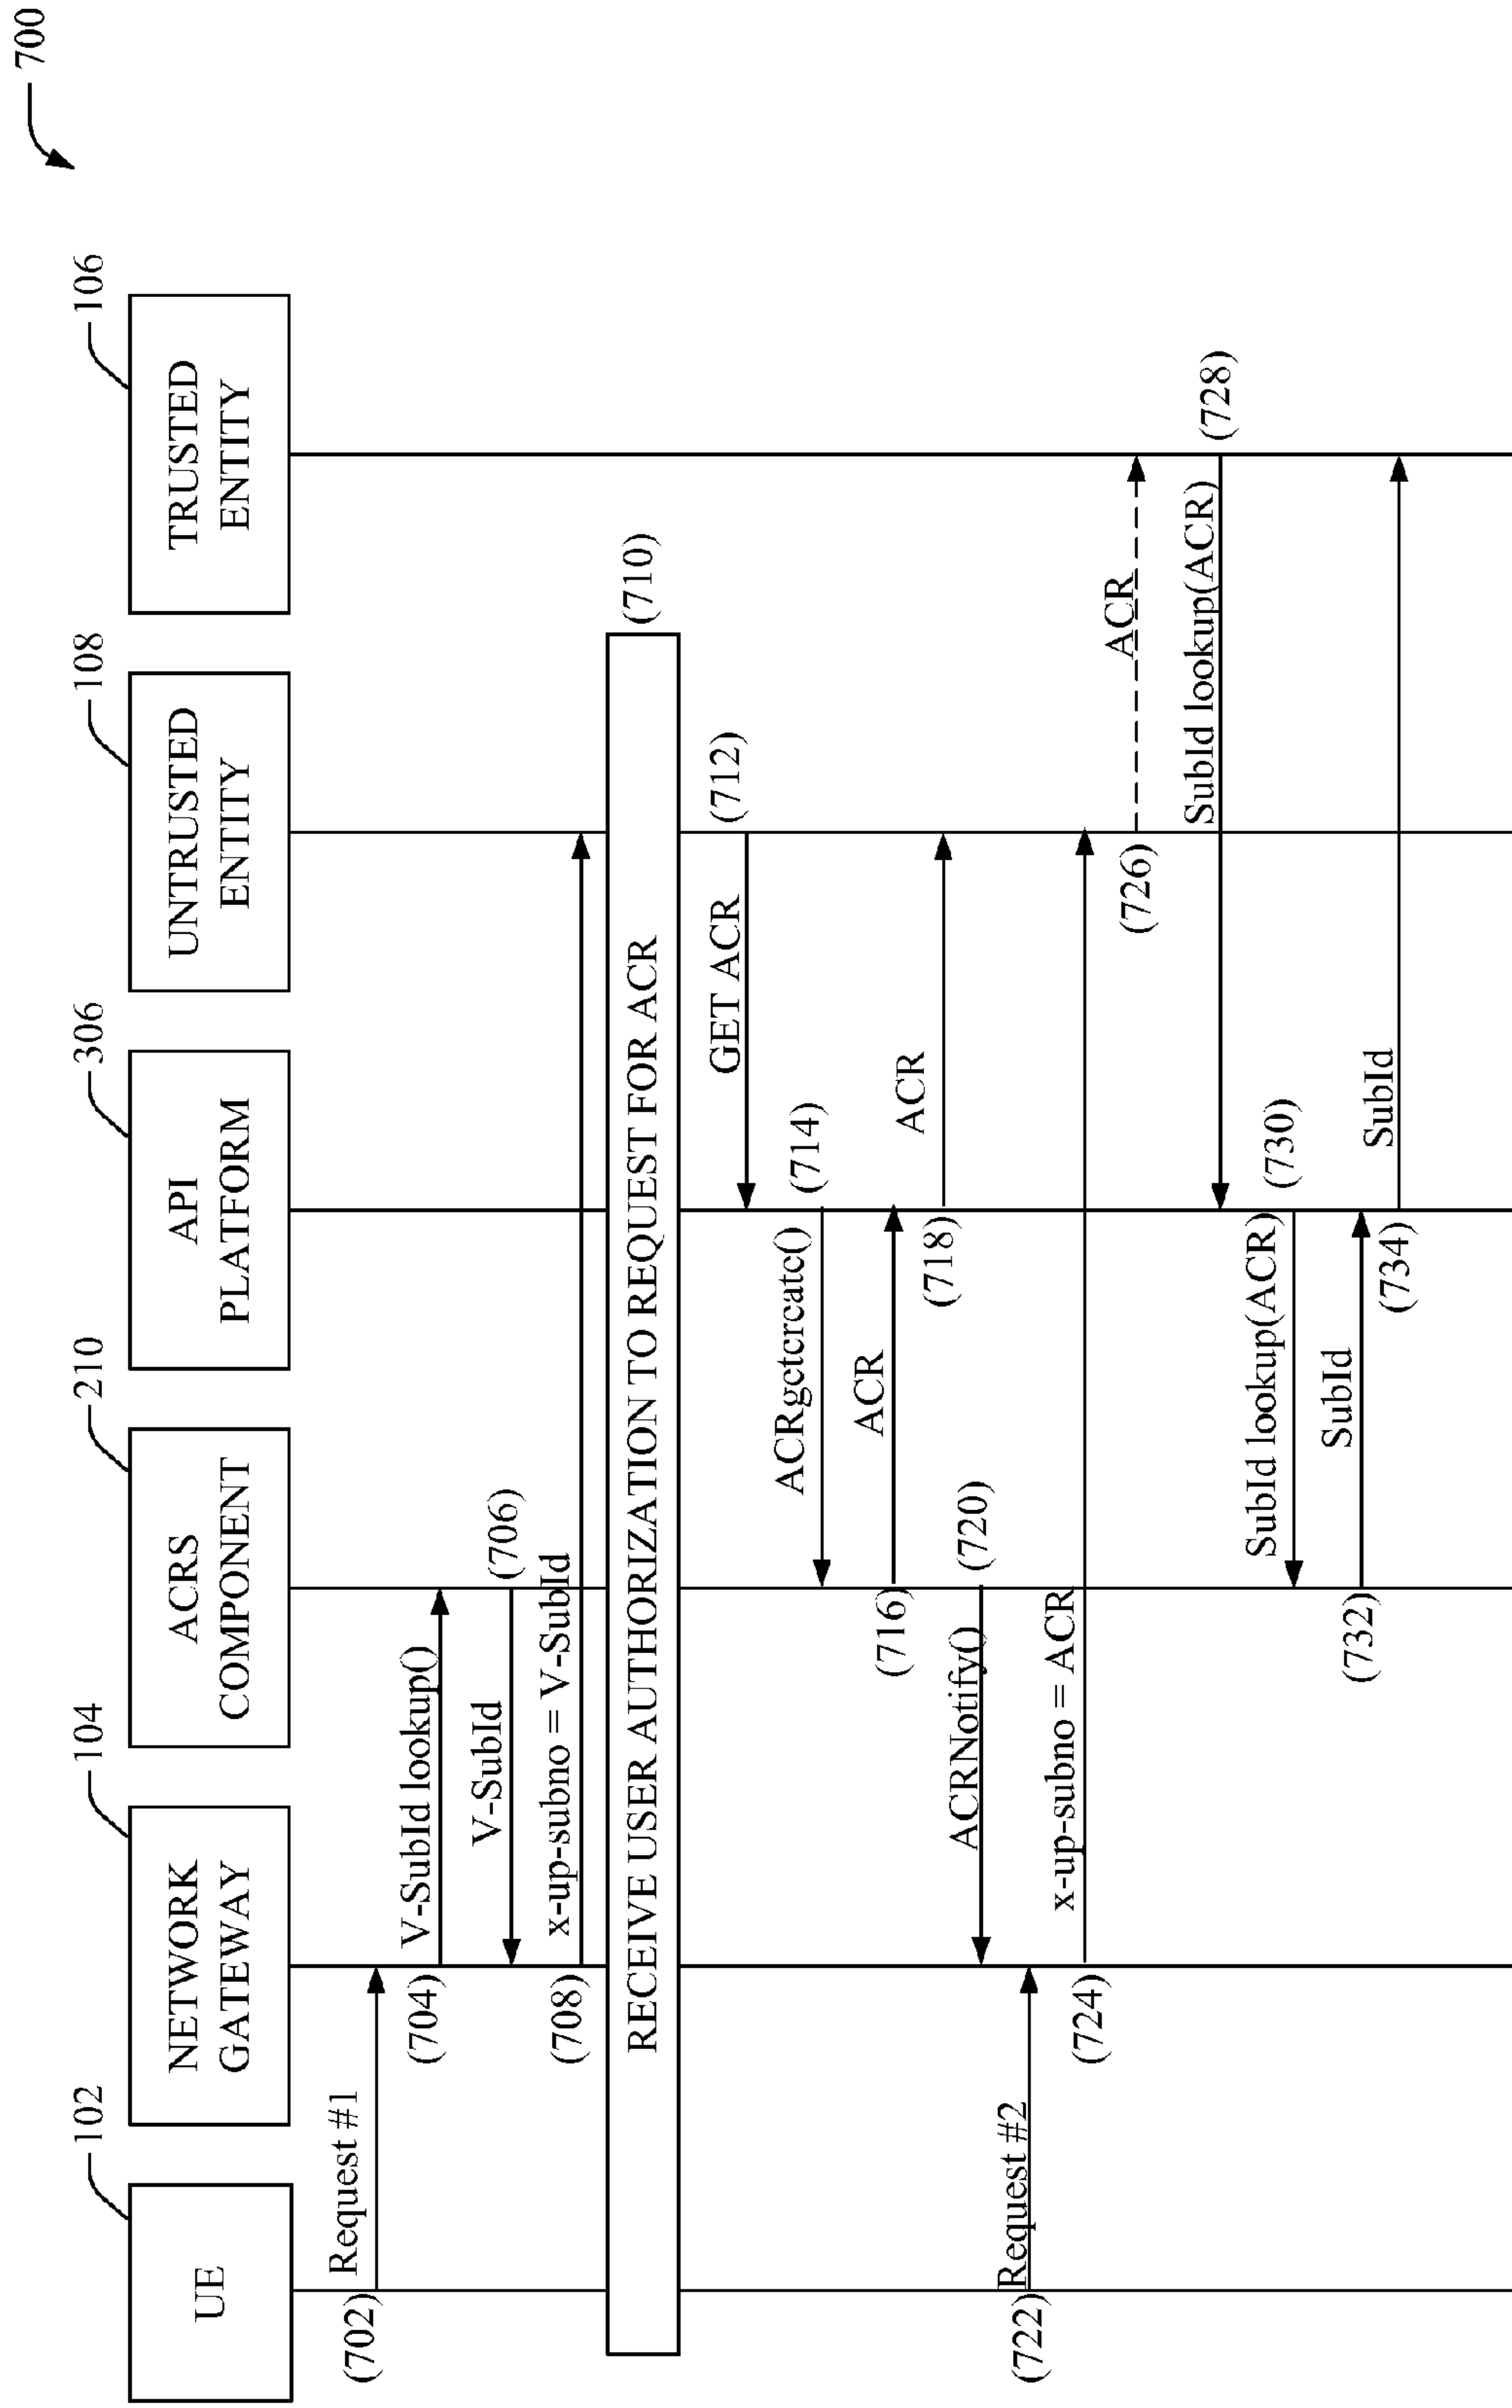 700
102
104
210
306
108
106
UE
NETWORK
GATEWAY
ACRS
COMPONENT
API
PLATFORM
UNTRUSTED
ENTITY
TRUSTED
ENTITY
(702)
Request #1
(704)
V-SubId lookup()
V-SubId
(706)
(708)
x-up-subno = V-SubId
RECEIVE USER AUTHORIZATION TO REQUEST FOR ACR
(710)
GET ACR
(712)
ACRgetcreate()
(714)
(716)
ACR
(718)
ACR
ACRNotify()
(720)
(722)
Request #2
(724)
x-up-subno = ACR
(726)
ACR
SubId lookup(ACR)
(728)
SubId lookup(ACR)
(730)
(732)
SubId
(734)
SubId